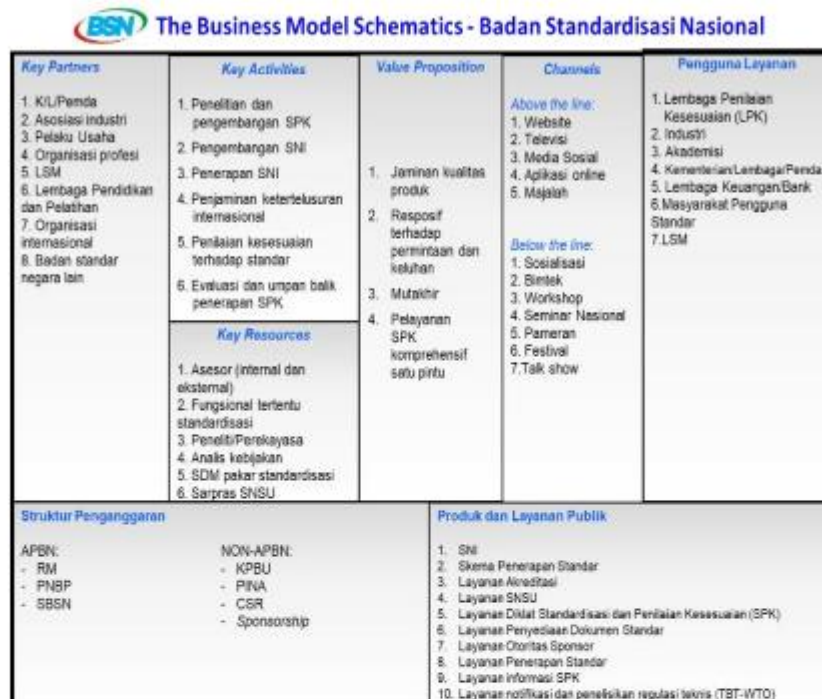 BSN The Business Model Schematics - Badan Standardisasi Nasional
Key Partners
1. K/L/Pemda
2. Asosiasi industri
3. Pelaku Usaha
4. Organisasi profesi
5. LSM
6. Lembaga Pendidikan
dan Pelatihan
7. Organisasi
internasional
8. Badan standar
negara lain
Key Activities
1. Penelitian dan
pengembangan SPK
2. Pengembangan SNI
3. Penerapan SNI
4. Penjaminan ketertelusuran
internasional
5. Penilaian kesesuaian
terhadap standar
6. Evaluasi dan umpan balik
penerapan SPK
Key Resources
1. Asesor (internal dan
eksternal)
2. Fungsional tertentu
standardisasi
3. Peneliti/Perekayasa
4. Analis kebijakan
5. SDM pakar standardisasi
6. Sarpras SNSU
Value Proposition
1. Jaminan kualitas
produk
2. Resposif
terhadap
permintaan dan
keluhan
3. Mutakhir
4. Pelayanan
SPK
komprehensif
satu pintu
Channels
Above the line:
1. Website
2. Televisi
3. Media Sosial
4. Aplikasi online
5. Majalah
Below the line:
1. Sosialisasi
2. Bimtek
3. Workshop
4. Seminar Nasional
5. Pameran
6. Festival
7.Talk show
Pengguna Layanan
1. Lembaga Penilaian
Kesesuaian (LPK)
2. Industri
3. Akademisi
4. Kementerian/Lembaga/Pemda
5. Lembaga Keuangan/Bank
6.Masyarakat Pengguna
Standar
7.LSM
Struktur Penganggaran
APBN:
- RM
- PNBP
- SBSN
NON-APBN:
- KPBU
- PINA
- CSR
- Sponsorship
Produk dan Layanan Publik
1. SNI
2. Skema Penerapan Standar
3. Layanan Akreditasi
4. Layanan SNSU
5. Layanan Diklat Standardisasi dan Penilaian Kesesuaian (SPK)
6. Layanan Penyediaan Dokumen Standar
7. Layanan Otoritas Sponsor
8. Layanan Penerapan Standar
9. Layanan informasi SPK
10. Layanan notifikasi dan penelisikan regulasi teknis (TBT-WTO)